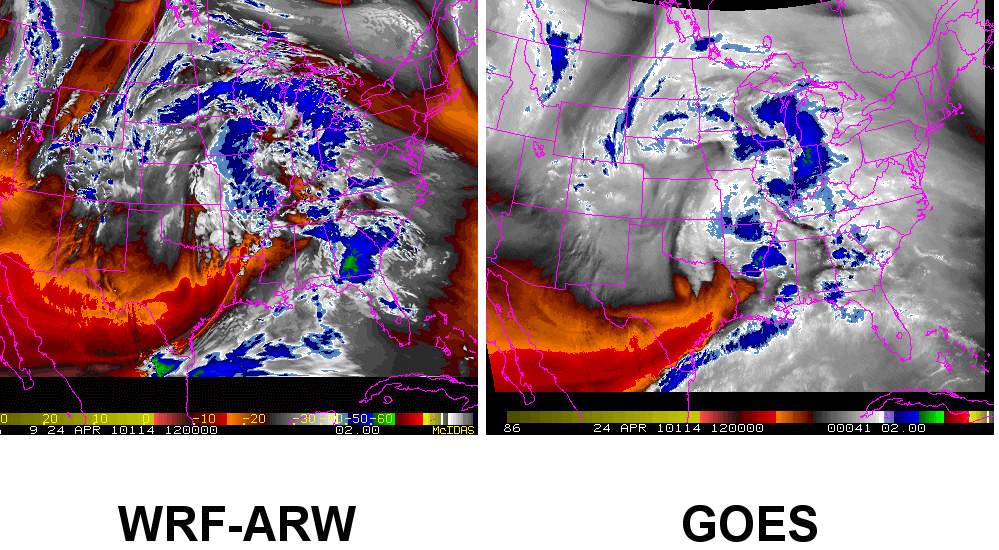 0 20 10 0 -10 -20 -30 -40 -50 -60
9 24 APR 10114 120000 02.00 McIDAS
86 24 APR 10114 120000 00041 02.00
WRF-ARW GOES